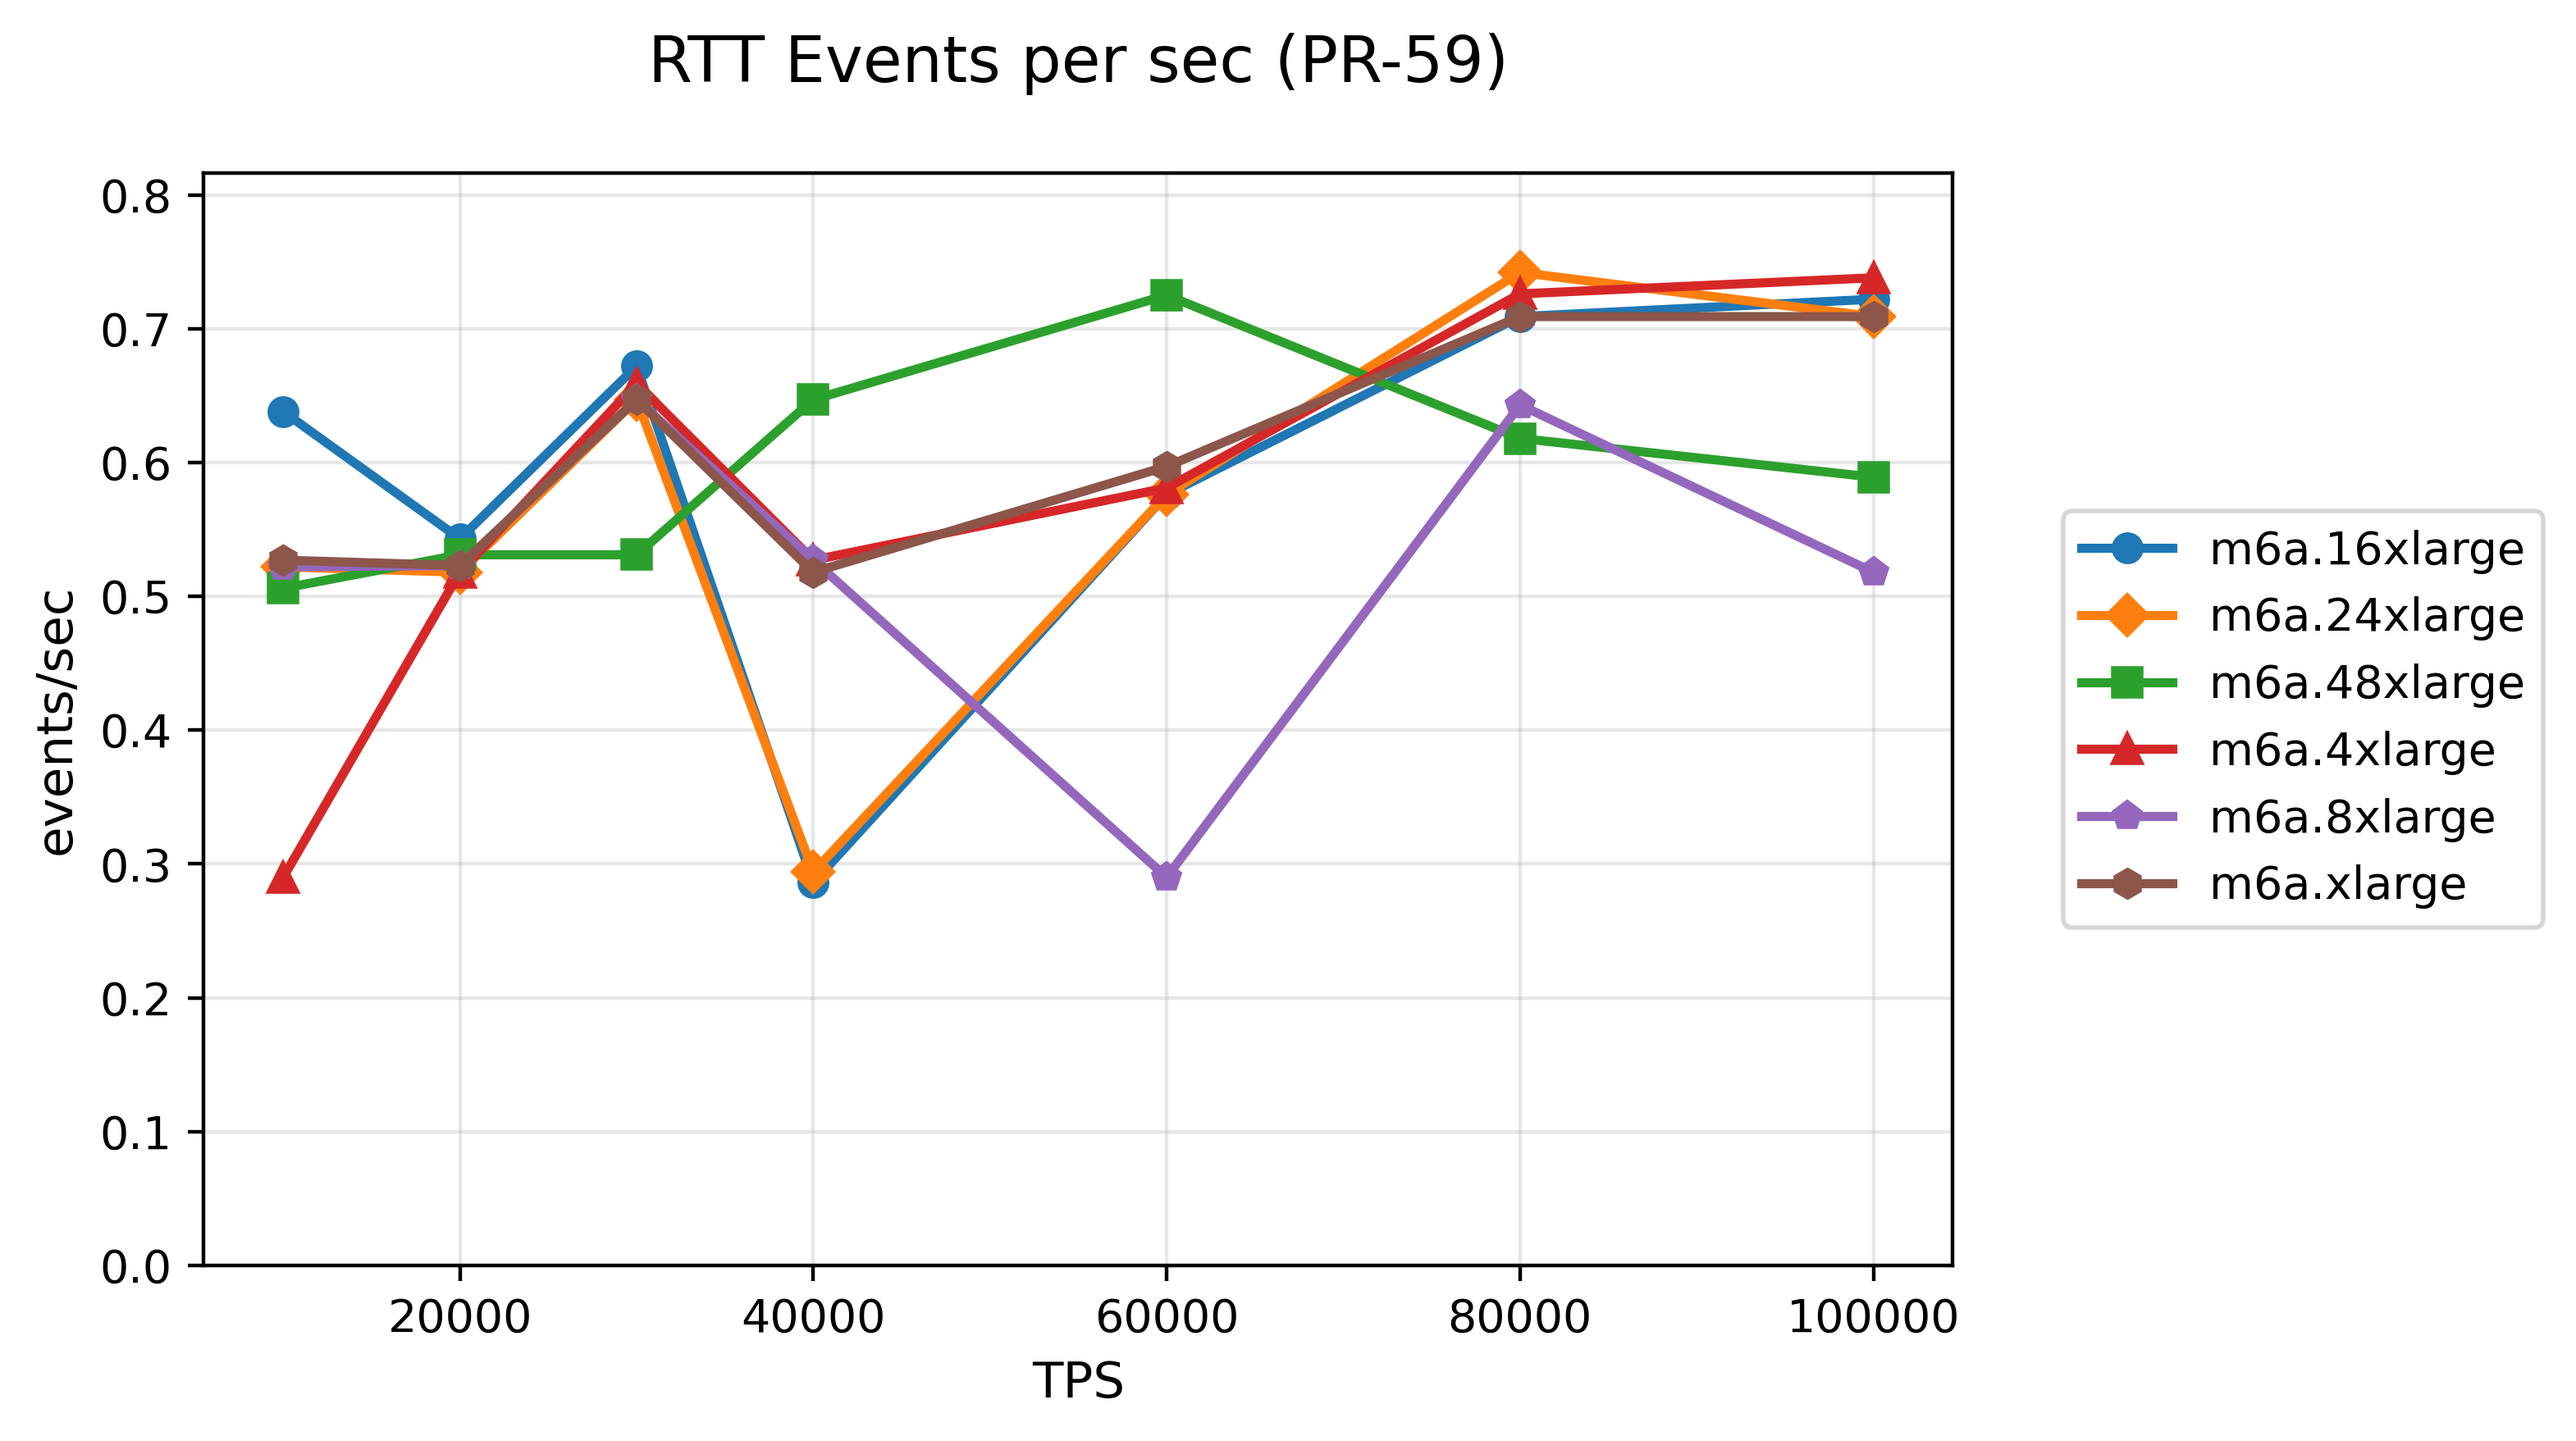 RTT Events per sec (PR-59)
0.8
0.7
0.6
0.5
0.4
0.3
0.2
0.1
0.0
events/sec
20000 40000 60000 80000 100000
TPS
m6a.16xlarge
m6a.24xlarge
m6a.48xlarge
m6a.4xlarge
m6a.8xlarge
m6a.xlarge